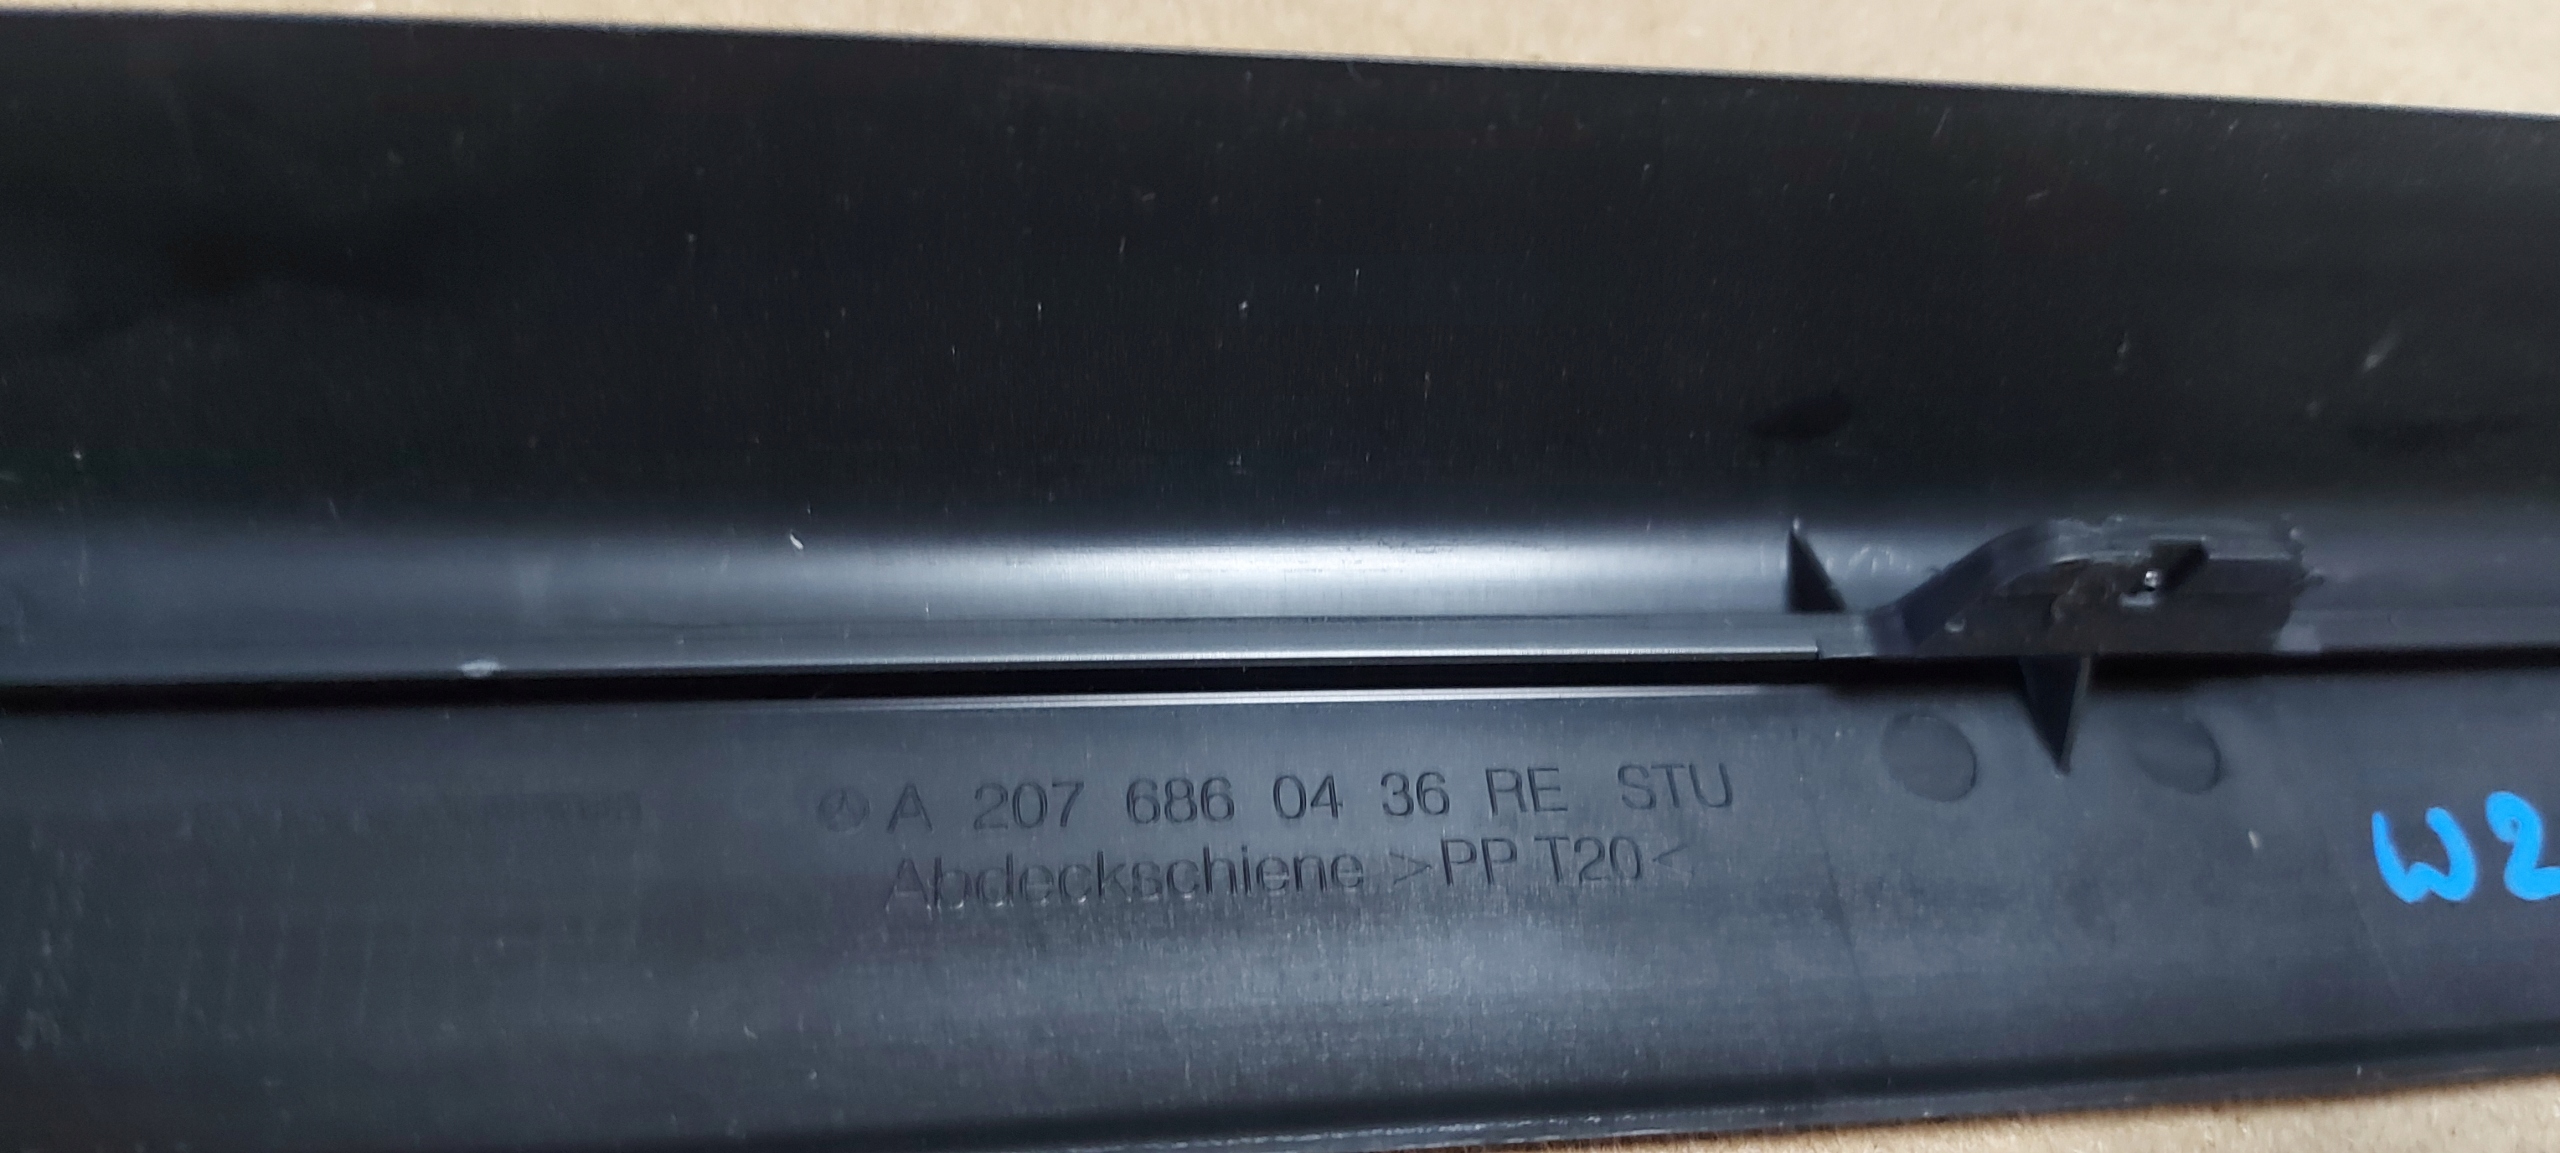 A 207 686 04 36 RE STU
Abdeckschiene >PP T20<
W2